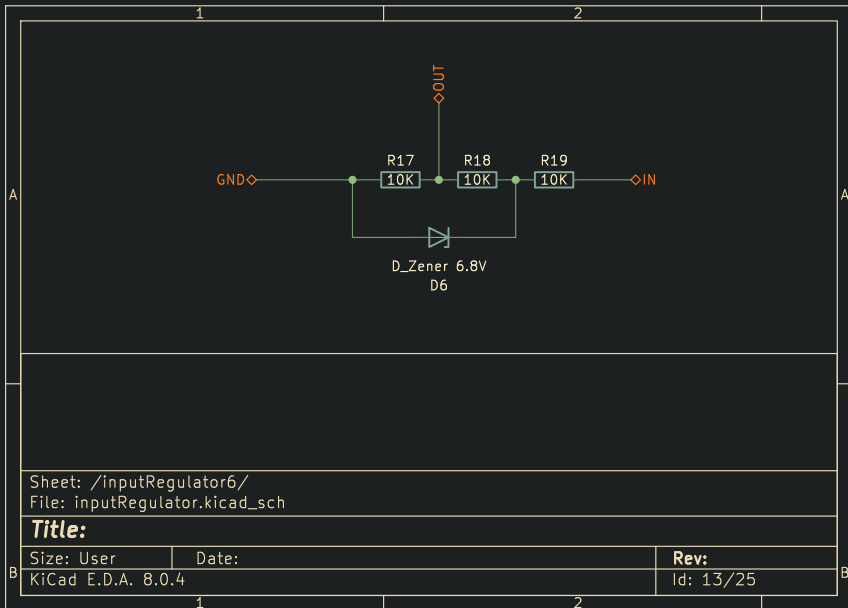 1 2
OUT
R17 R18 R19
GND 10K 10K 10K IN
A A
D_Zener 6.8V
D6
Sheet: /inputRegulator6/
File: inputRegulator.kicad_sch
Title:
Size: User Date: Rev:
B B
KiCad E.D.A. 8.0.4 Id: 13/25
1 2